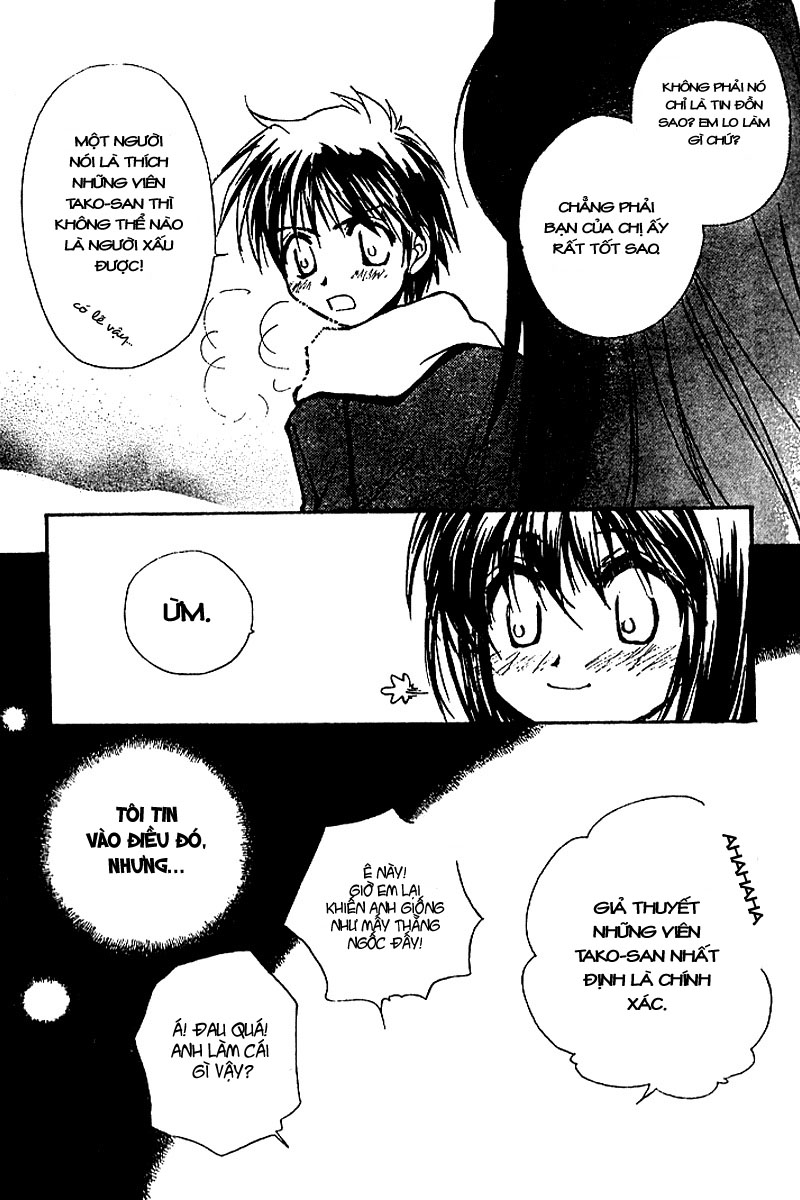 KHÔNG PHẢI NÓ
CHỈ LÀ TIN ĐỒN
SAO? EM LO LÀM
GÌ CHỨ?
CHẲNG PHẢI
BẠN CỦA CHỊ ẤY
RẤT TỐT SAO.
MỘT NGƯỜI
NÓI LÀ THÍCH
NHỮNG VIÊN
TAKO-SAN THÌ
KHÔNG THỂ NÀO
LÀ NGƯỜI XẤU
ĐƯỢC!
có lẽ vậy...
ỪM.
TÔI TIN
VÀO ĐIỀU ĐÓ,
NHƯNG...
AHAHAHA
GIẢ THUYẾT
NHỮNG VIÊN
TAKO-SAN NHẤT
ĐỊNH LÀ CHÍNH
XÁC.
Ê NÀY!
GIỜ EM LẠI
KHIẾN ANH GIỐNG
NHƯ MẤY THẰNG
NGỐC ĐẤY!
Á! ĐAU QUÁ!
ANH LÀM CÁI
GÌ VẬY?